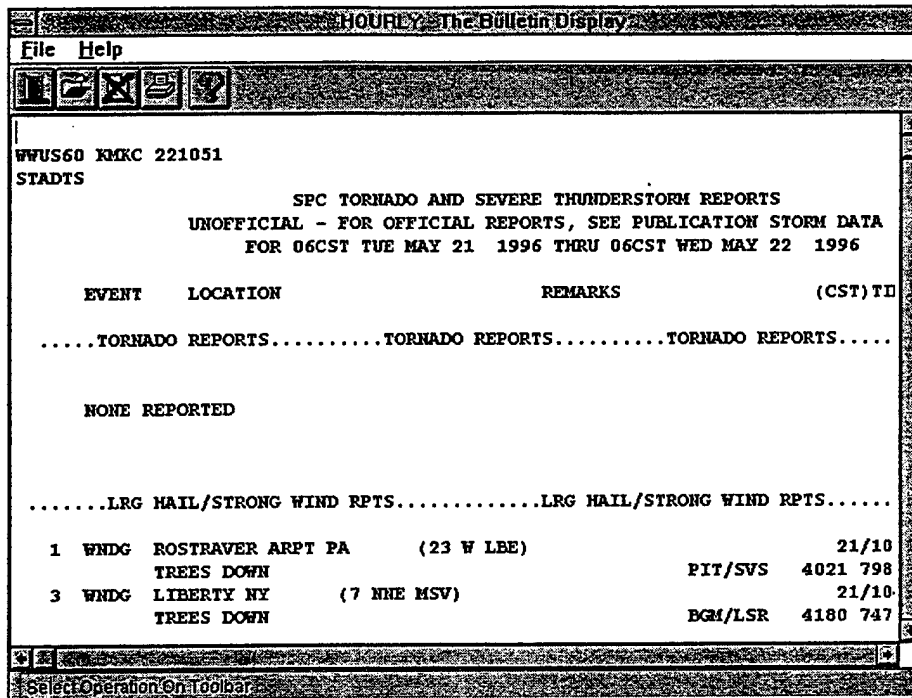 HOURLY - The Bulletin Display
File Help
WWUS60 KMKC 221051
STADTS
SPC TORNADO AND SEVERE THUNDERSTORM REPORTS
UNOFFICIAL - FOR OFFICIAL REPORTS, SEE PUBLICATION STORM DATA
FOR 06CST TUE MAY 21 1996 THRU 06CST WED MAY 22 1996
EVENT LOCATION REMARKS (CST)TI
.....TORNADO REPORTS..........TORNADO REPORTS..........TORNADO REPORTS.....
NONE REPORTED
.......LRG HAIL/STRONG WIND RPTS.............LRG HAIL/STRONG WIND RPTS......
1 WNDG ROSTRAVER ARPT PA (23 W LBE) 21/10
TREES DOWN PIT/SVS 4021 798
3 WNDG LIBERTY NY (7 NNE MSV) 21/10
TREES DOWN BGM/LSR 4180 747
Select Operation On Toolbar